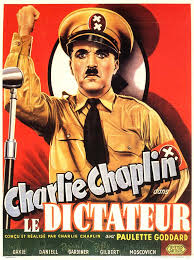 Charlie Chaplin
dans
LE DICTATEUR
CONÇU ET RÉALISÉ PAR CHARLIE CHAPLIN avec PAULETTE GODDARD
OAKIE DANIELL GARDINER GILBERT MOSCOVICH